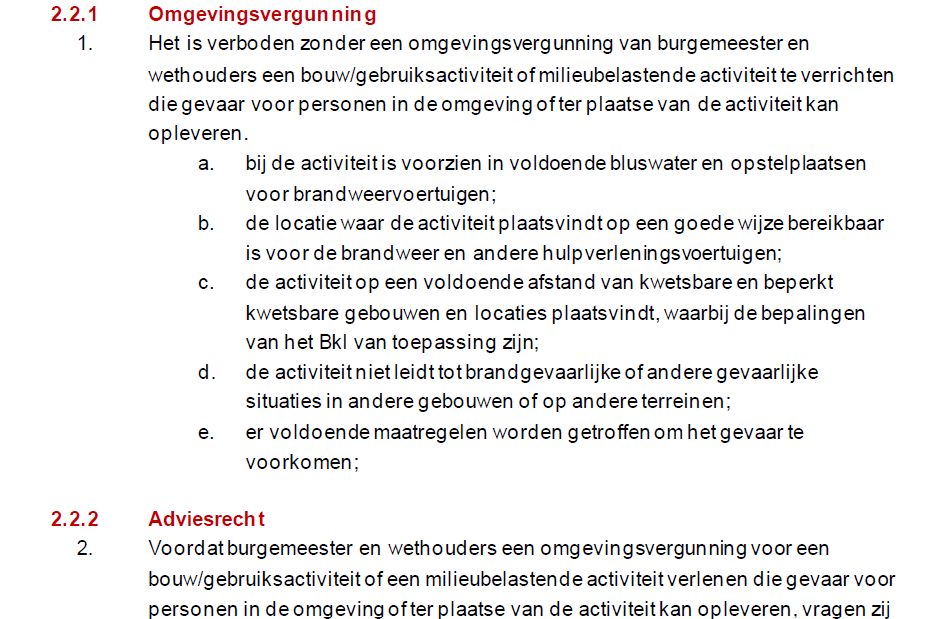 2.2.1 Omgevingsvergunning
1. Het is verboden zonder een omgevingsvergunning van burgemeester en
wethouders een bouw/gebruiksactiviteit of milieubelastende activiteit te verrichten
die gevaar voor personen in de omgeving of ter plaatse van de activiteit kan
opleveren.
a. bij de activiteit is voorzien in voldoende bluswater en opstelplaatsen
voor brandweervoertuigen;
b. de locatie waar de activiteit plaatsvindt op een goede wijze bereikbaar
is voor de brandweer en andere hulpverleningsvoertuigen;
c. de activiteit op een voldoende afstand van kwetsbare en beperkt
kwetsbare gebouwen en locaties plaatsvindt, waarbij de bepalingen
van het Bkl van toepassing zijn;
d. de activiteit niet leidt tot brandgevaarlijke of andere gevaarlijke
situaties in andere gebouwen of op andere terreinen;
e. er voldoende maatregelen worden getroffen om het gevaar te
voorkomen;
2.2.2 Adviesrecht
2. Voordat burgemeester en wethouders een omgevingsvergunning voor een
bouw/gebruiksactiviteit of een milieubelastende activiteit verlenen die gevaar voor
personen in de omgeving of ter plaatse van de activiteit kan opleveren, vragen zij